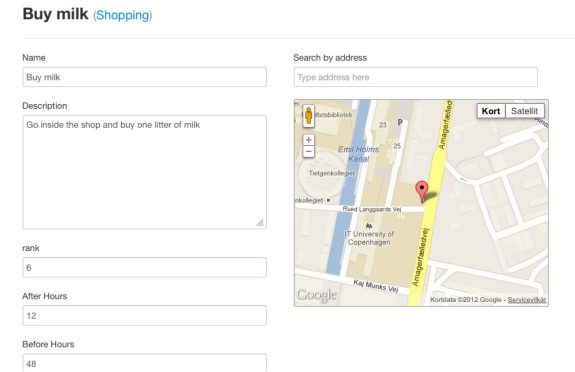 Buy milk (Shopping)
Name
Buy milk
Description
Go inside the shop and buy one litter of milk
rank
6
After Hours
12
Before Hours
48
Search by address
Type address here
Kort Satellit
23
P
25
Emil Holms
Kanal
Tietgenkollegiet
Rued Langgaards Vej
IT University of
Copenhagen
Kaj Munks Vej
Amagerfælledvej
Google
Kortdata ©2012 Google - Servicevilkår